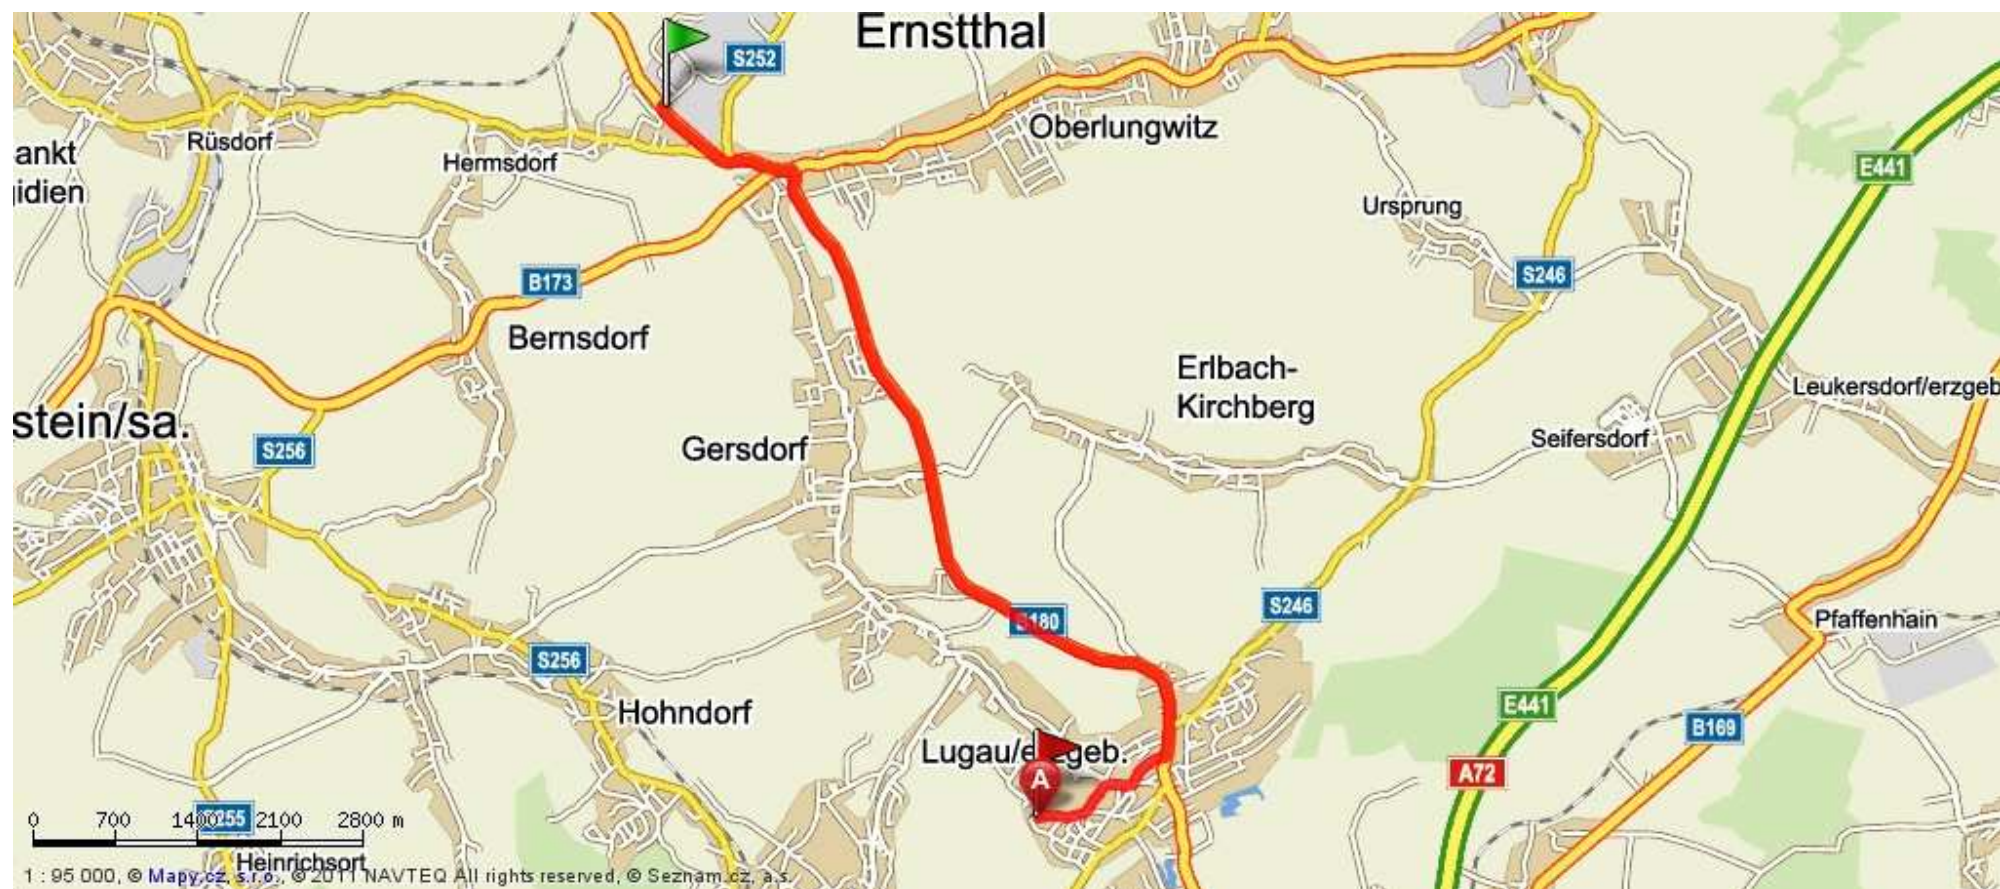 Ernstthal
S252
Oberlungwitz
Rüsdorf
ankt
Hermsdorf
E441
idien
Ursprung
B173
S246
Bernsdorf
Erlbach-
Kirchberg
Leukersdorf/erzgeb
stein/sa.
S256
Gersdorf
Seifersdorf
S246
180
Pfaffenhain
S256
Hohndorf
E441
B169
Lugau/e geb.
A
A72
0 700 1400 2100 2800 m
255
Heinrichsort
1 : 95 000, © Mapy.cz, s.r.o., © 2011 NAVTEQ All rights reserved, © Seznam.cz, a.s.